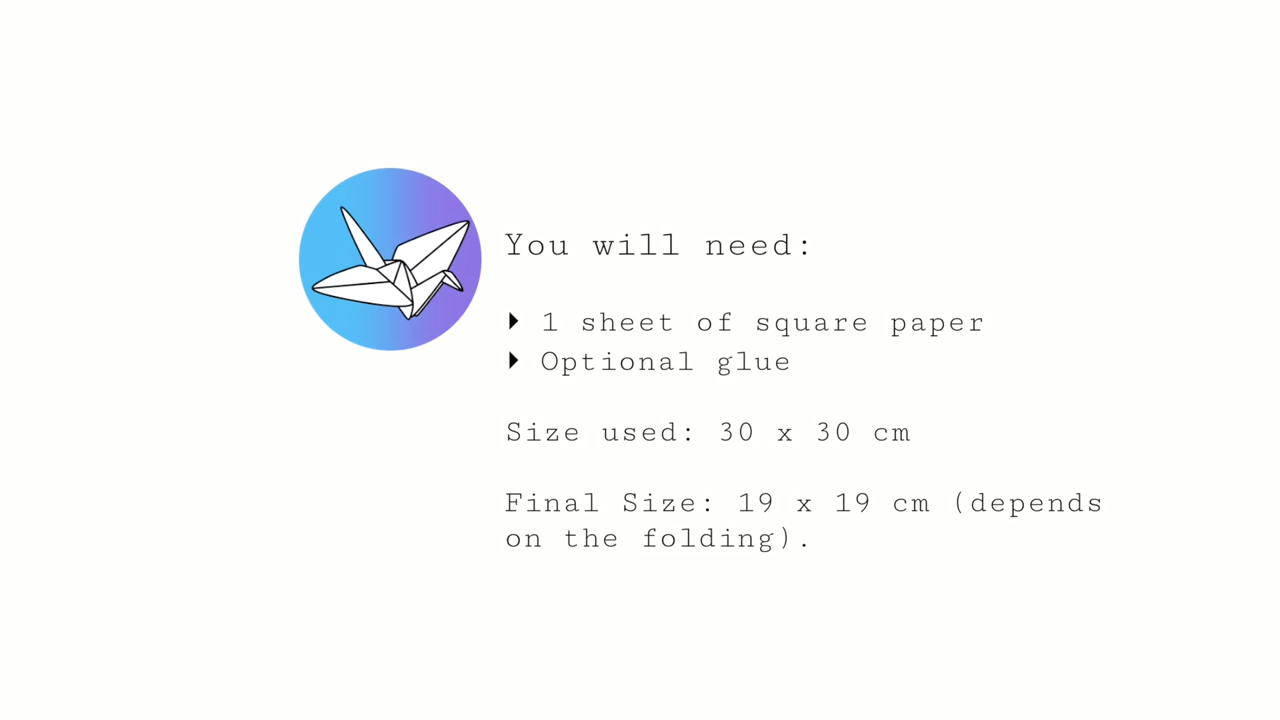 You will need:
1 sheet of square paper
Optional glue
Size used: 30 x 30 cm
Final Size: 19 x 19 cm (depends
on the folding).